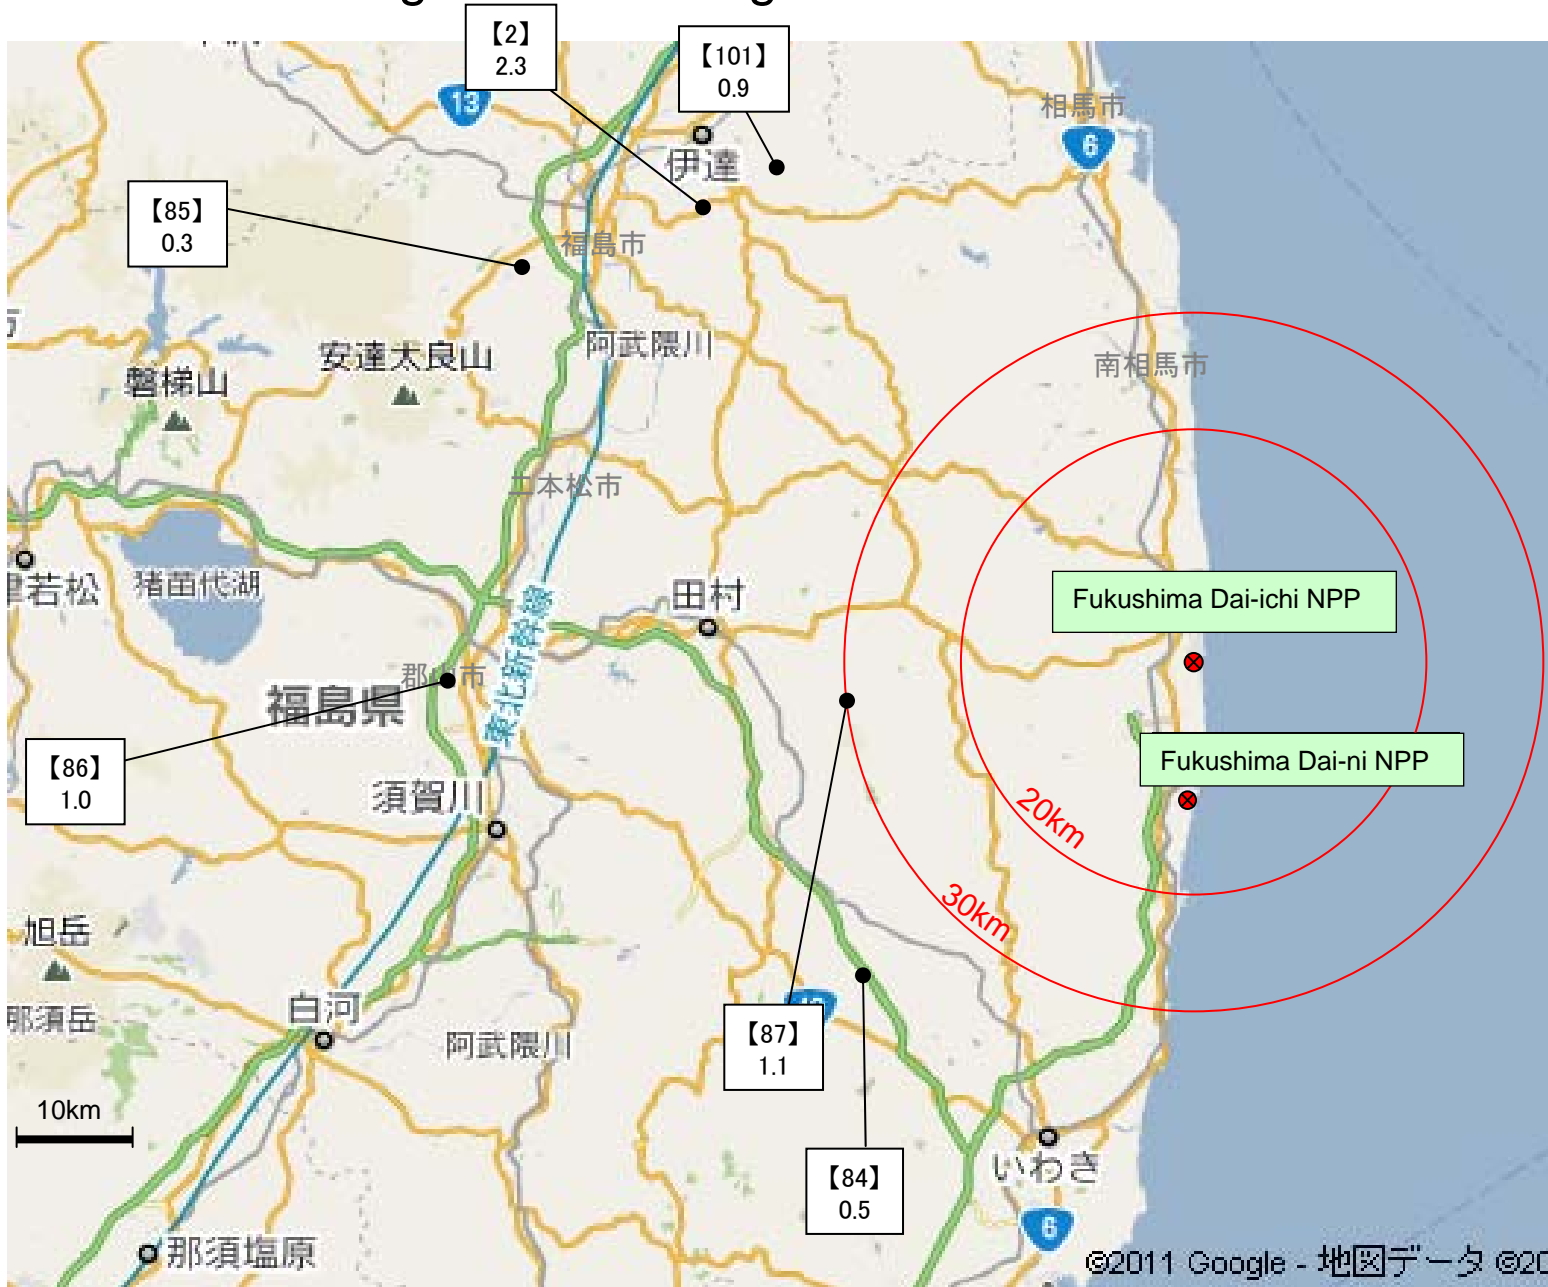 【2】
2.3
【101】
0.9
13
相馬市
6
伊達
【85】
0.3
福島市
阿武隈川
安達太良山
磐梯山
南相馬市
二本松市
猪苗代湖
若松
田村
Fukushima Dai-ichi NPP
東北新幹線
郡山市
福島県
【86】
1.0
Fukushima Dai-ni NPP
須賀川
20km
30km
旭岳
那須岳
白河
阿武隈川
【87】
1.1
10km
【84】
0.5
いわき
6
那須塩原
©2011 Google - 地図データ ©20